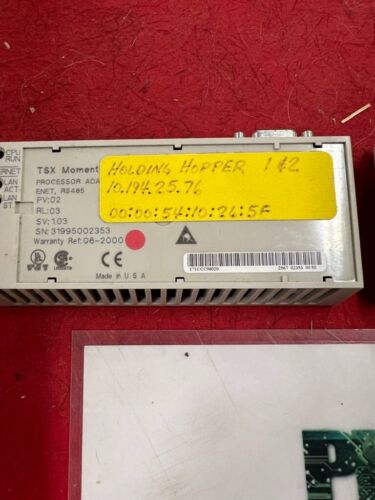 CPU
RUN
ERNET
LAN
ACT
LAN
ST
TSX Moment
PROCESSOR ADA
ENET, RS485
PV:02
RL:03
SV:1.03
SN:31995002353
Warranty Ref:06-2000
HOLDING HOPPER 1 &2
10.194.25.76
00:00:54:10:26:5F
Made in U S A
CE